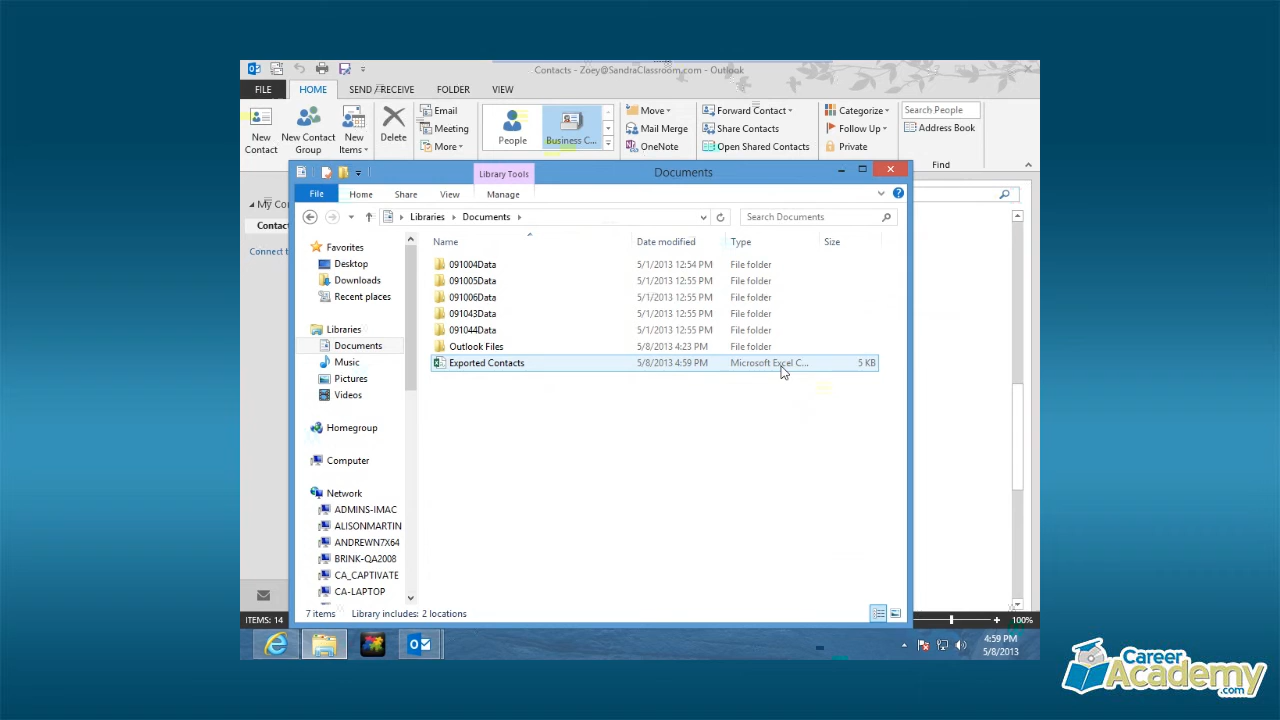 Contacts - Zoey@SandraClassroom.com - Outlook
FILE HOME SEND / RECEIVE FOLDER VIEW
New Contact
New Contact Group
New Items
Delete
Email
Meeting
More
People
Business C...
Move
Mail Merge
OneNote
Forward Contact
Share Contacts
Open Shared Contacts
Categorize
Follow Up
Private
Search People
Address Book
Find
My Co
Contact
Connect t
Library Tools
Documents
File Home Share View Manage
Libraries Documents
Search Documents
Name Date modified Type Size
091004Data 5/1/2013 12:54 PM File folder
091005Data 5/1/2013 12:55 PM File folder
091006Data 5/1/2013 12:55 PM File folder
091043Data 5/1/2013 12:55 PM File folder
091044Data 5/1/2013 12:55 PM File folder
Outlook Files 5/8/2013 4:23 PM File folder
Exported Contacts 5/8/2013 4:59 PM Microsoft Excel C... 5 KB
Favorites
Desktop
Downloads
Recent places
Libraries
Documents
Music
Pictures
Videos
Homegroup
Computer
Network
ADMINS-IMAC
ALISONMARTIN
ANDREWN7X64
BRINK-QA2008
CA_CAPTIVATE
CA-LAPTOP
7 items Library includes: 2 locations
ITEMS: 14
100%
4:59 PM
5/8/2013
Career
Academy
.com